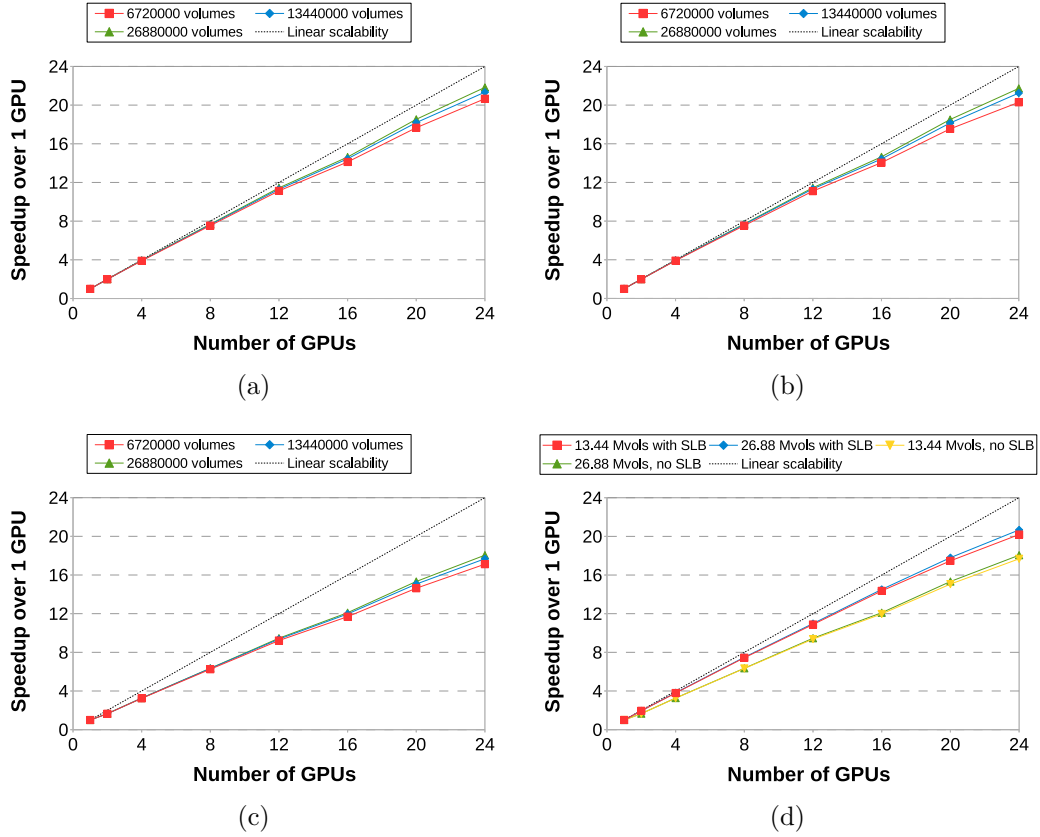 6720000 volumes 13440000 volumes
26880000 volumes Linear scalability
24
20
16
12
8
4
0
Speedup over 1 GPU
0 4 8 12 16 20 24
Number of GPUs
(a)
6720000 volumes 13440000 volumes
26880000 volumes Linear scalability
24
20
16
12
8
4
0
Speedup over 1 GPU
0 4 8 12 16 20 24
Number of GPUs
(b)
6720000 volumes 13440000 volumes
26880000 volumes Linear scalability
24
20
16
12
8
4
0
Speedup over 1 GPU
0 4 8 12 16 20 24
Number of GPUs
(c)
13.44 Mvols with SLB 26.88 Mvols with SLB 13.44 Mvols, no SLB
26.88 Mvols, no SLB Linear scalability
24
20
16
12
8
4
0
Speedup over 1 GPU
0 4 8 12 16 20 24
Number of GPUs
(d)